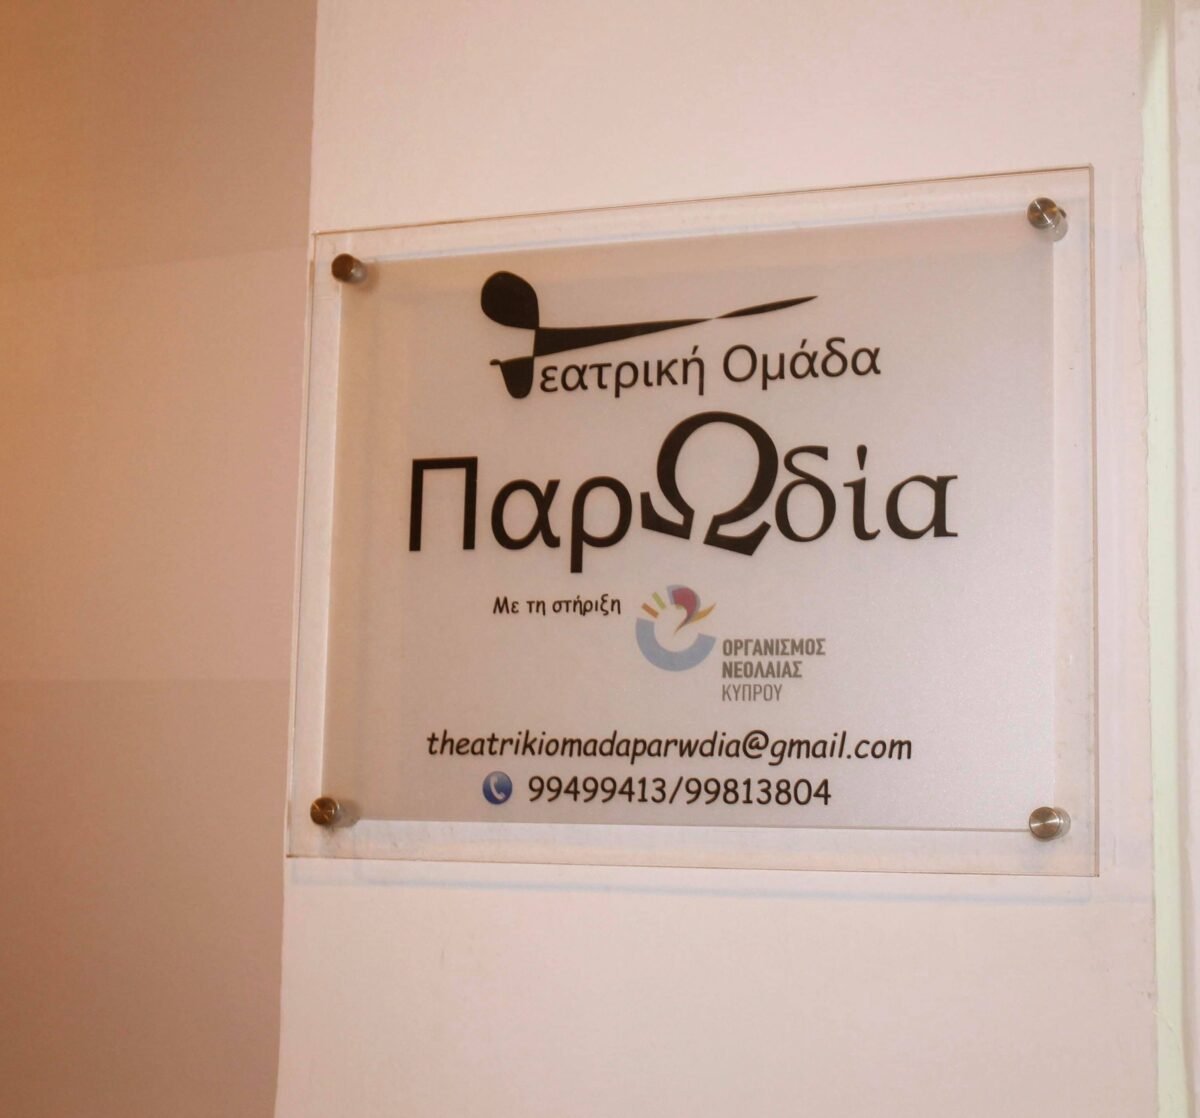 Θεατρική Ομάδα
ΠαρΩδία
Με τη στήριξη
ΟΡΓΑΝΙΣΜΟΣ
ΝΕΟΛΑΙΑΣ
ΚΥΠΡΟΥ
theatrikiomadaparwdia@gmail.com
99499413/99813804